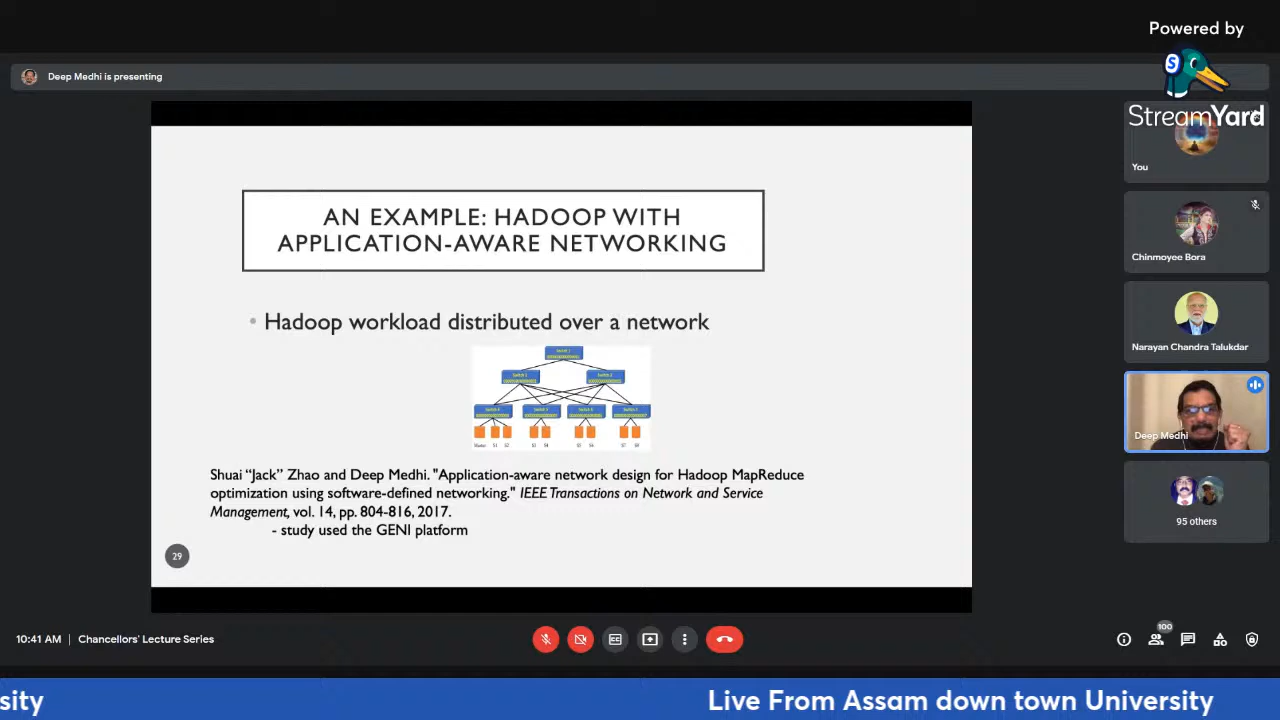 Powered by
StreamYard
Deep Medhi is presenting
AN EXAMPLE: HADOOP WITH
APPLICATION-AWARE NETWORKING
• Hadoop workload distributed over a network
Shuai “Jack” Zhao and Deep Medhi. "Application-aware network design for Hadoop MapReduce
optimization using software-defined networking." IEEE Transactions on Network and Service
Management, vol. 14, pp. 804-816, 2017.
- study used the GENI platform
29
You
Chinmoyee Bora
Narayan Chandra Talukdar
Deep Medhi
95 others
10:41 AM | Chancellors' Lecture Series
100
sity
Live From Assam down town University